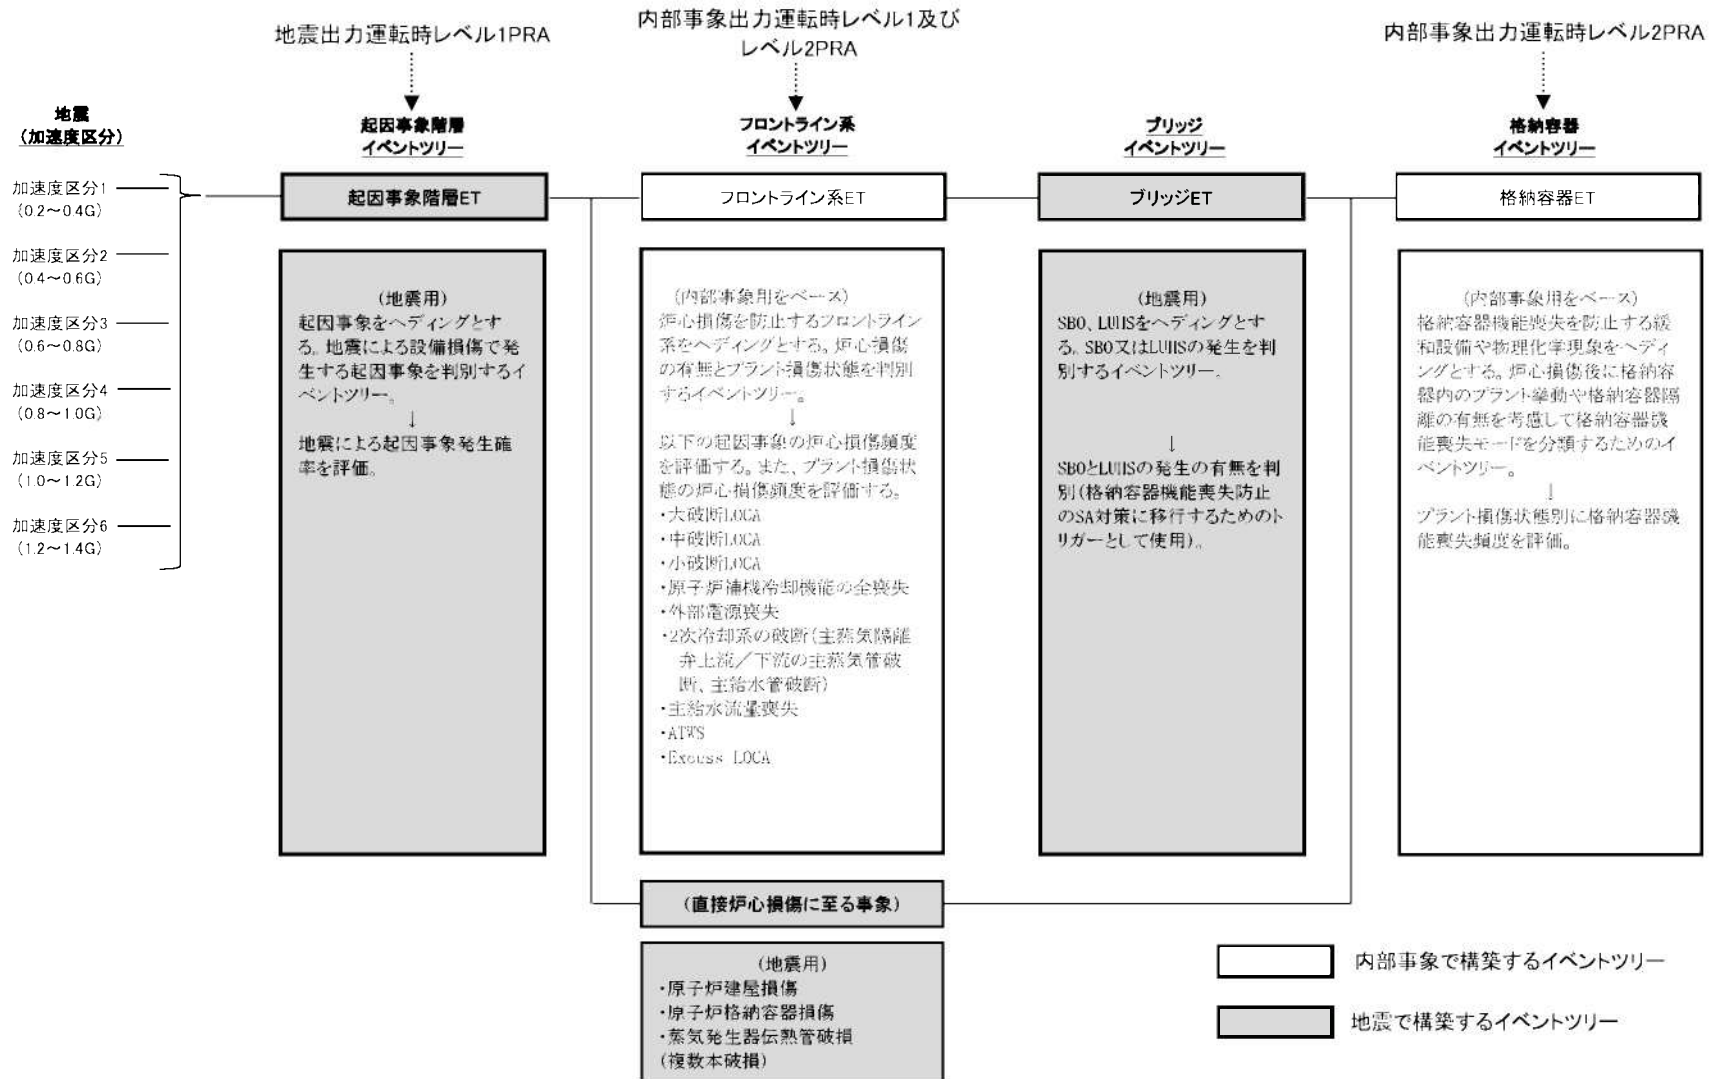 地震出力運転時レベル1PRA
内部事象出力運転時レベル1及び
レベル2PRA
内部事象出力運転時レベル2PRA
地震
(加速度区分)
起因事象階層
イベントツリー
フロントライン系
イベントツリー
ブリッジ
イベントツリー
格納容器
イベントツリー
加速度区分1
(0.2～0.4G)
加速度区分2
(0.4～0.6G)
加速度区分3
(0.6～0.8G)
加速度区分4
(0.8～1.0G)
加速度区分5
(1.0～1.2G)
加速度区分6
(1.2～1.4G)
起因事象階層ET
フロントライン系ET
ブリッジET
格納容器ET
(地震用)
起因事象をヘディングとす
る。地震による設備損傷で発
生する起因事象を判別するイ
ベントツリー。
↓
地震による起因事象発生確
率を評価。
(内部事象用をベース)
炉心損傷を防止するフロントライン
系をヘディングとする。炉心損傷
の有無とプラント損傷状態を判別
するイベントツリー。
↓
以下の起因事象の炉心損傷頻度
を評価する。また、プラント損傷状
態の炉心損傷頻度を評価する。
・大破断LOCA
・中破断LOCA
・小破断LOCA
・原子炉補機冷却機能の全喪失
・外部電源喪失
・2次冷却系の破断(主蒸気隔離
弁上流／下流の主蒸気管破
断、主給水管破断)
・主給水流量喪失
・ATWS
・Excess LOCA
(地震用)
SBO、LUHSをヘディングとす
る。SBO又はLUHSの発生を判
別するイベントツリー。
↓
SBOとLUHSの発生の有無を判
別(格納容器機能喪失防止
のSA対策に移行するためのト
リガーとして使用)。
(内部事象用をベース)
格納容器機能喪失を防止する緩
和設備や物理化学現象をヘディ
ングとする。炉心損傷後に格納容
器内のプラント挙動や格納容器隔
離の有無を考慮して格納容器機
能喪失モードを分類するためのイ
ベントツリー。
↓
プラント損傷状態別に格納容器機
能喪失頻度を評価。
(直接炉心損傷に至る事象)
(地震用)
・原子炉建屋損傷
・原子炉格納容器損傷
・蒸気発生器伝熱管破損
(複数本破損)
内部事象で構築するイベントツリー
地震で構築するイベントツリー